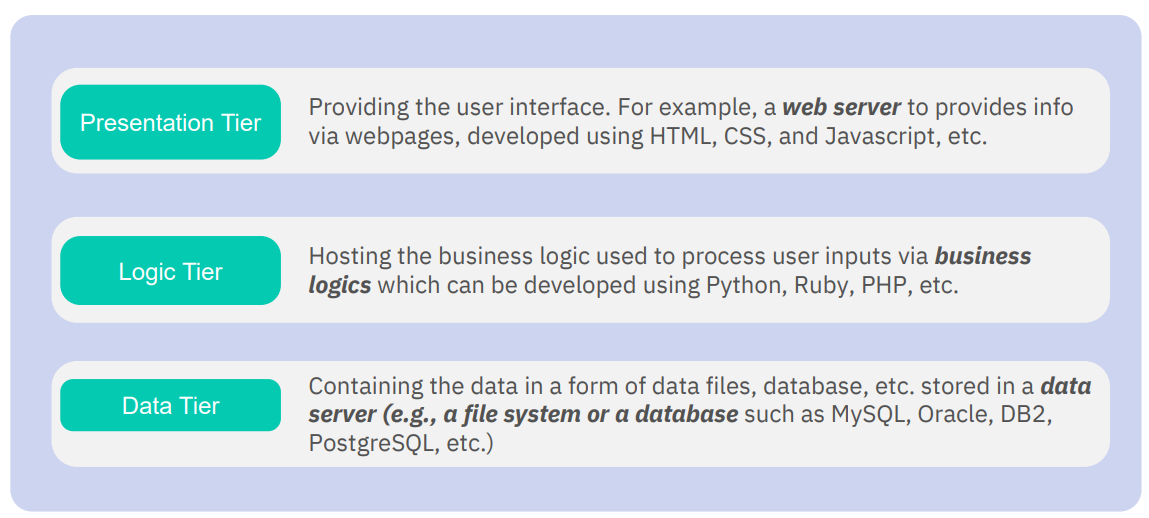 Presentation Tier
Providing the user interface. For example, a web server to provides info
via webpages, developed using HTML, CSS, and Javascript, etc.
Logic Tier
Hosting the business logic used to process user inputs via business
logics which can be developed using Python, Ruby, PHP, etc.
Data Tier
Containing the data in a form of data files, database, etc. stored in a data
server (e.g., a file system or a database such as MySQL, Oracle, DB2,
PostgreSQL, etc.)